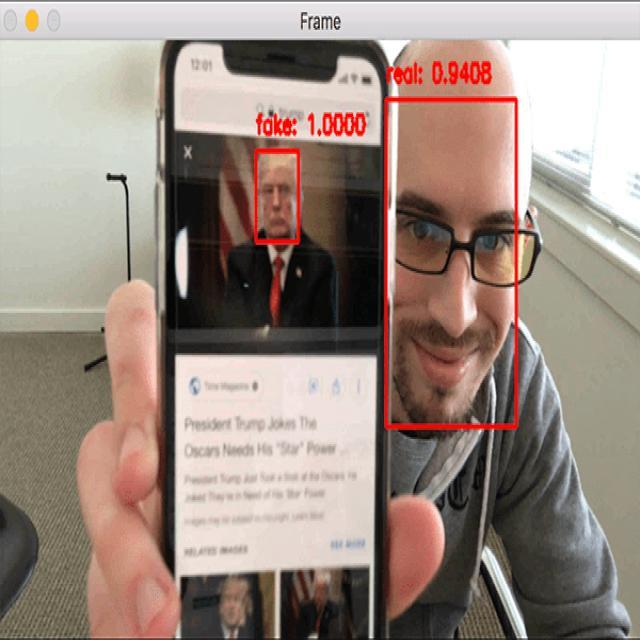 Frame
12:01
real: 0.9408
trump
fake: 1.0000
X
Time Magazine
President Trump Jokes The
Oscars Needs His "Star" Power ...
President Trump Just Took a Stab at the Oscars. He
Joked They're in Need of His 'Star' Power
Images may be subject to copyright. Learn More
RELATED IMAGES
SEE MORE